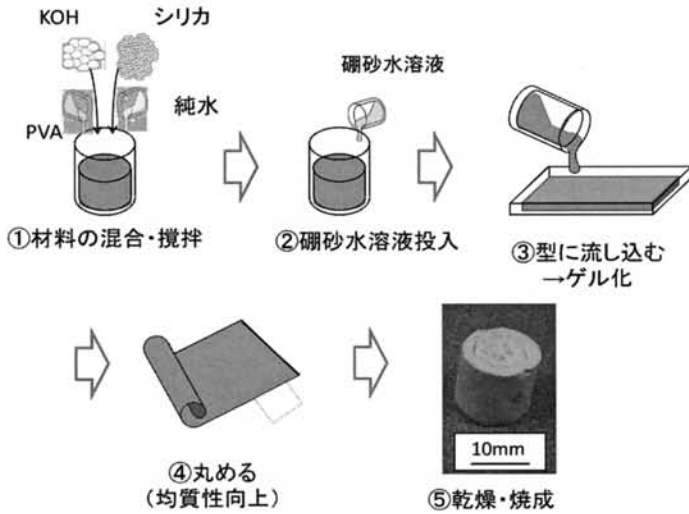 KOH
シリカ
PVA
純水
①材料の混合・撹拌
硼砂水溶液
②硼砂水溶液投入
③型に流し込む
→ゲル化
④丸める
（均質性向上）
10mm
⑤乾燥・焼成